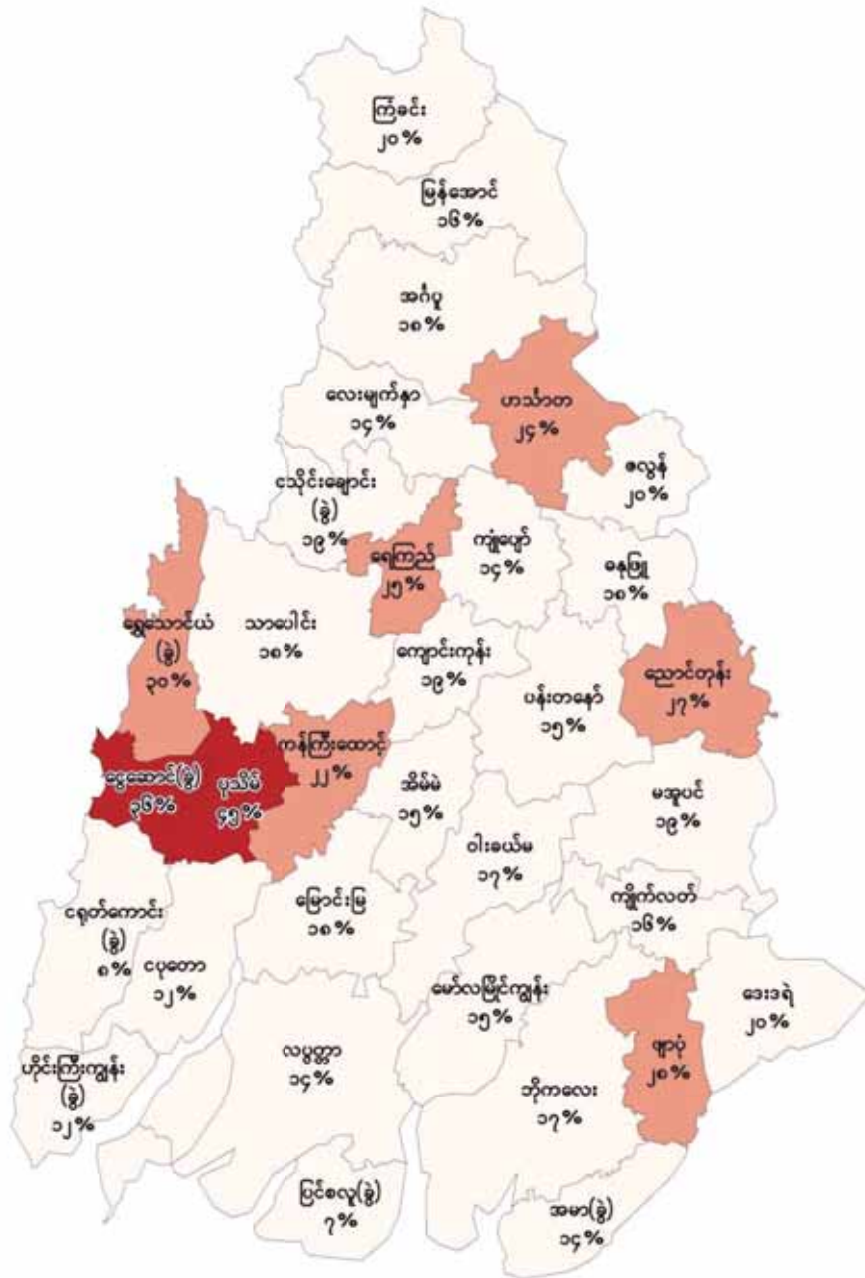 ကြံခင်း
၂၀%
မြန်အောင်
၁၆%
အင်္ဂပူ
၁၈%
လေးမျက်နှာ
၁၄%
ဟင်္သာတ
၂၄%
ဇလွန်
၂၀%
ငသိုင်းချောင်း
(ခွဲ)
၁၉%
ရေကြည်
၂၅%
ကျုံပျော်
၁၄%
ဓနုဖြူ
၁၈%
ရွှေသောင်ယံ
(ခွဲ)
၃၀%
သာပေါင်း
၁၈%
ကျောင်းကုန်း
၁၉%
ပန်းတနော်
၁၅%
ညောင်တုန်း
၂၇%
ငွေဆောင်(ခွဲ)
၃၆%
ပုသိမ်
၄၅%
ကန်ကြီးထောင့်
၂၂%
အိမ်မဲ
၁၅%
မအူပင်
၁၉%
ဝါးခယ်မ
၁၇%
ငရုတ်ကောင်း
(ခွဲ)
၈%
ငပုတော
၁၂%
မြောင်းမြ
၁၈%
ကျိုက်လတ်
၁၆%
မော်လမြိုင်ကျွန်း
၁၅%
ဒေးဒရဲ
၂၀%
ဟိုင်းကြီးကျွန်း
(ခွဲ)
၁၂%
လပွတ္တာ
၁၄%
ဘိုကလေး
၁၇%
ဖျာပုံ
၂၈%
ပြင်စလူ(ခွဲ)
၇%
အမာ(ခွဲ)
၁၄%